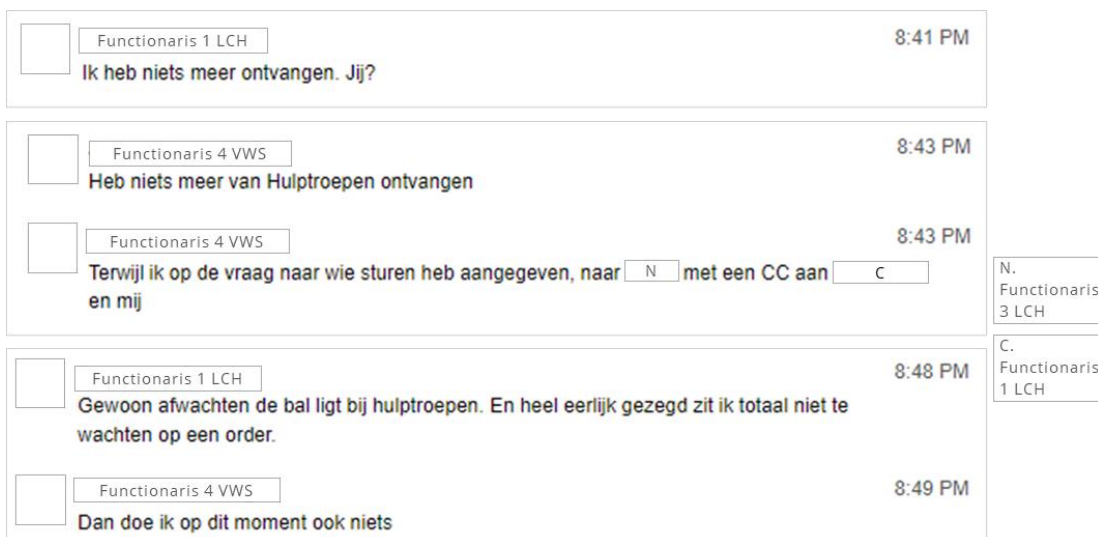 Functionaris 1 LCH 8:41 PM
Ik heb niets meer ontvangen. Jij?
Functionaris 4 VWS 8:43 PM
Heb niets meer van Hulptroepen ontvangen
Functionaris 4 VWS 8:43 PM
Terwijl ik op de vraag naar wie sturen heb aangegeven, naar N met een CC aan C
en mij
N.
Functionaris
3 LCH
C.
Functionaris
1 LCH
Functionaris 1 LCH 8:48 PM
Gewoon afwachten de bal ligt bij hulptroepen. En heel eerlijk gezegd zit ik totaal niet te
wachten op een order.
Functionaris 4 VWS 8:49 PM
Dan doe ik op dit moment ook niets